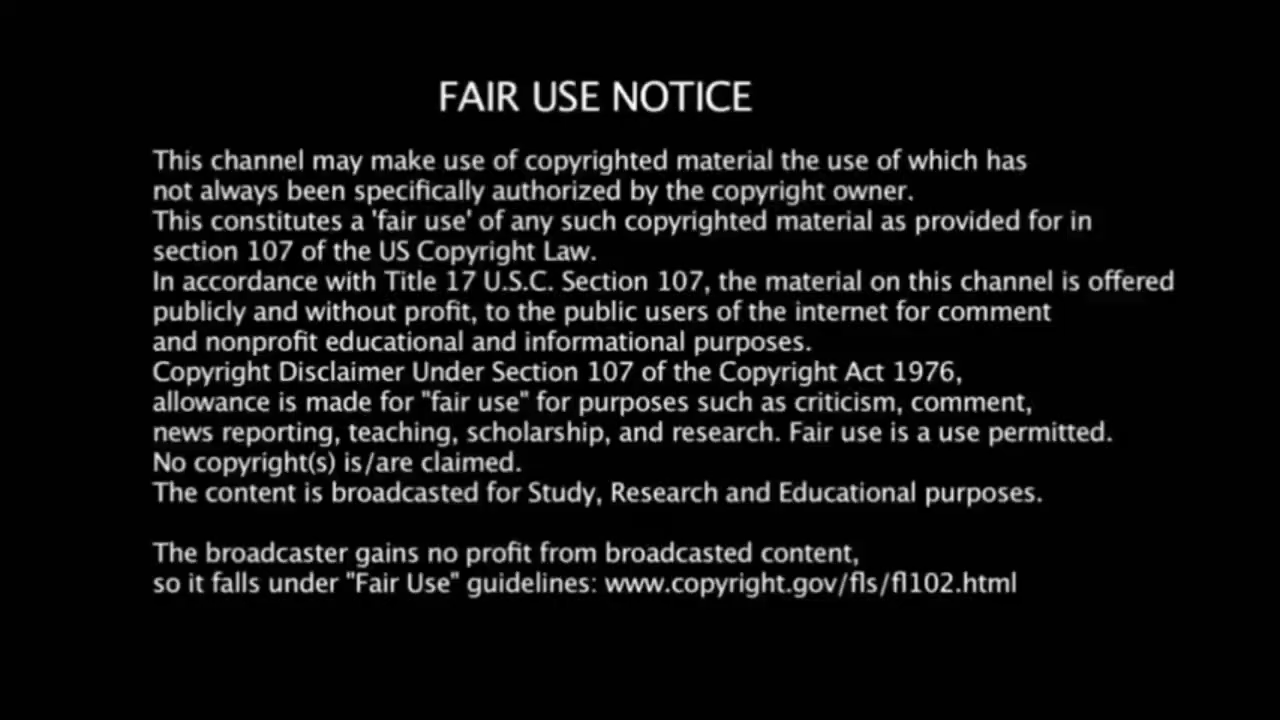 FAIR USE NOTICE
This channel may make use of copyrighted material the use of which has
not always been specifically authorized by the copyright owner.
This constitutes a 'fair use' of any such copyrighted material as provided for in
section 107 of the US Copyright Law.
In accordance with Title 17 U.S.C. Section 107, the material on this channel is offered
publicly and without profit, to the public users of the internet for comment
and nonprofit educational and informational purposes.
Copyright Disclaimer Under Section 107 of the Copyright Act 1976,
allowance is made for "fair use" for purposes such as criticism, comment,
news reporting, teaching, scholarship, and research. Fair use is a use permitted.
No copyright(s) is/are claimed.
The content is broadcasted for Study, Research and Educational purposes.
The broadcaster gains no profit from broadcasted content,
so it falls under "Fair Use" guidelines: www.copyright.gov/fls/fl102.html